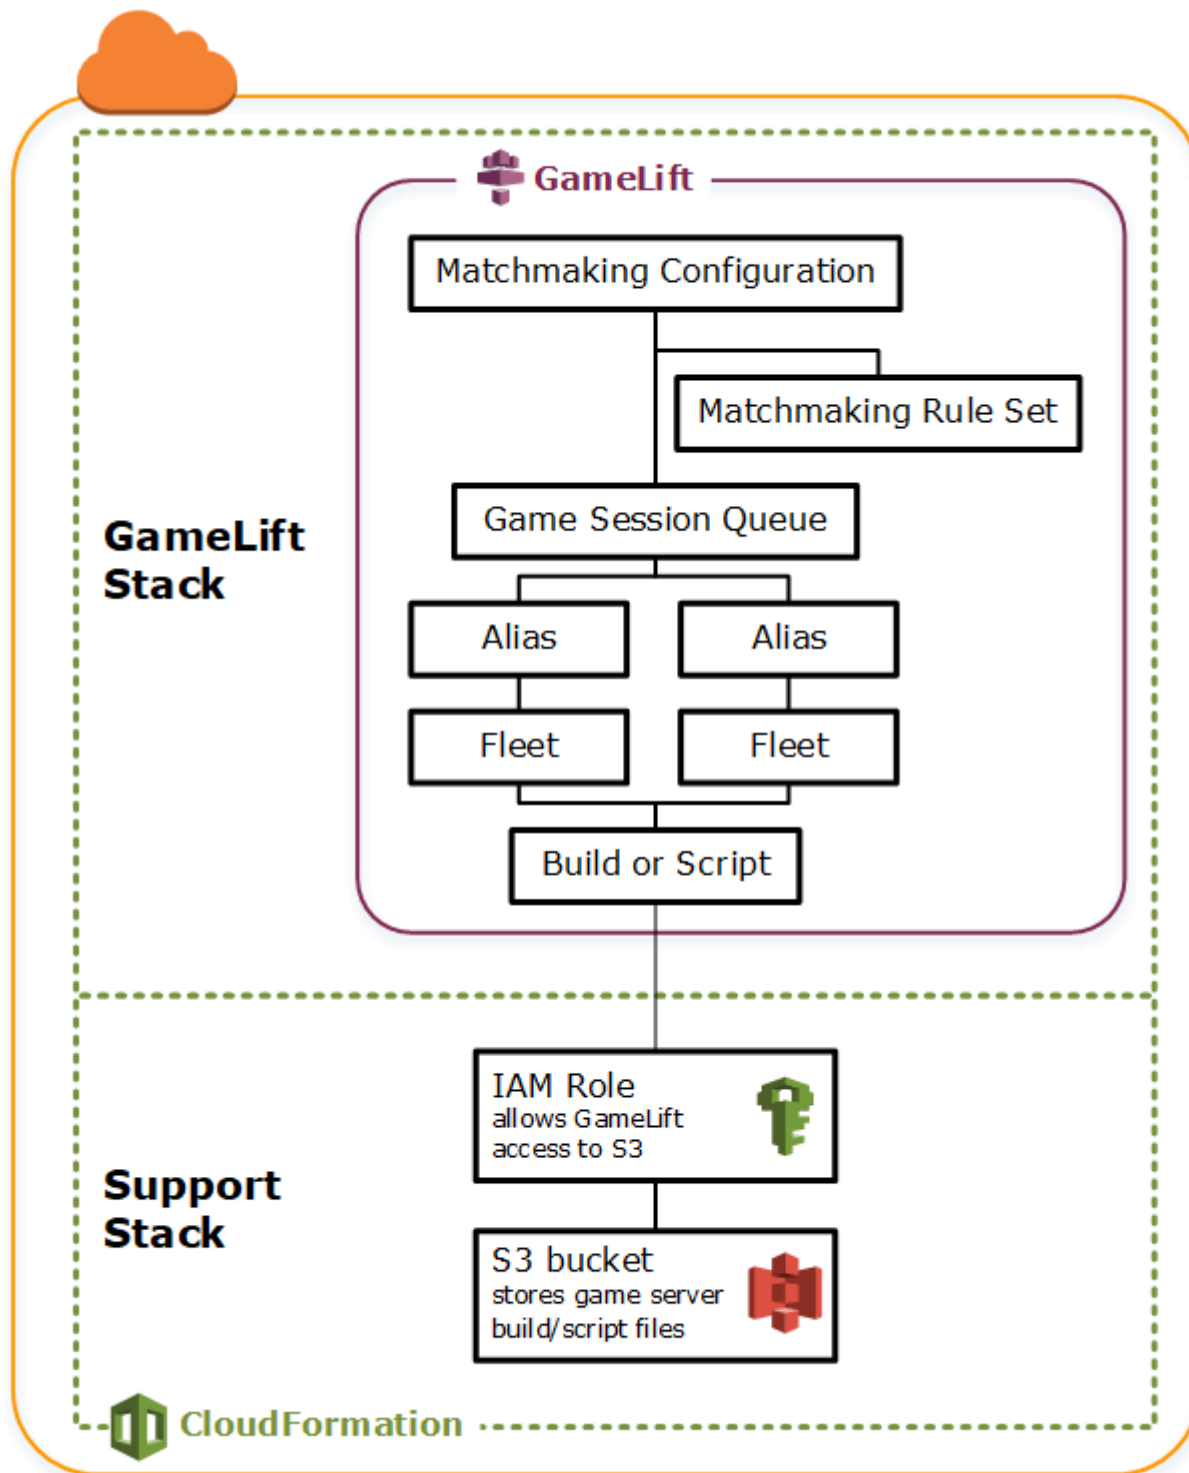 GameLift
Matchmaking Configuration
Matchmaking Rule Set
Game Session Queue
GameLift
Stack
Alias
Alias
Fleet
Fleet
Build or Script
IAM Role
allows GameLift
access to S3
Support
Stack
S3 bucket
stores game server
build/script files
CloudFormation